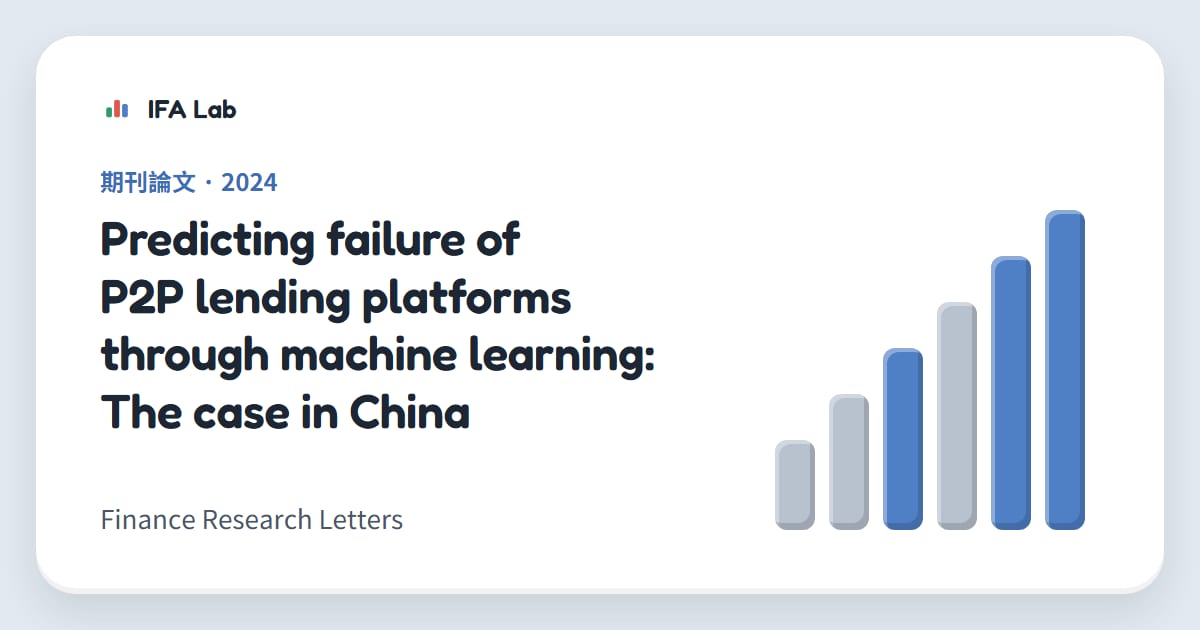 IFA Lab
期刊論文 · 2024
Predicting failure of
P2P lending platforms
through machine learning:
The case in China
Finance Research Letters